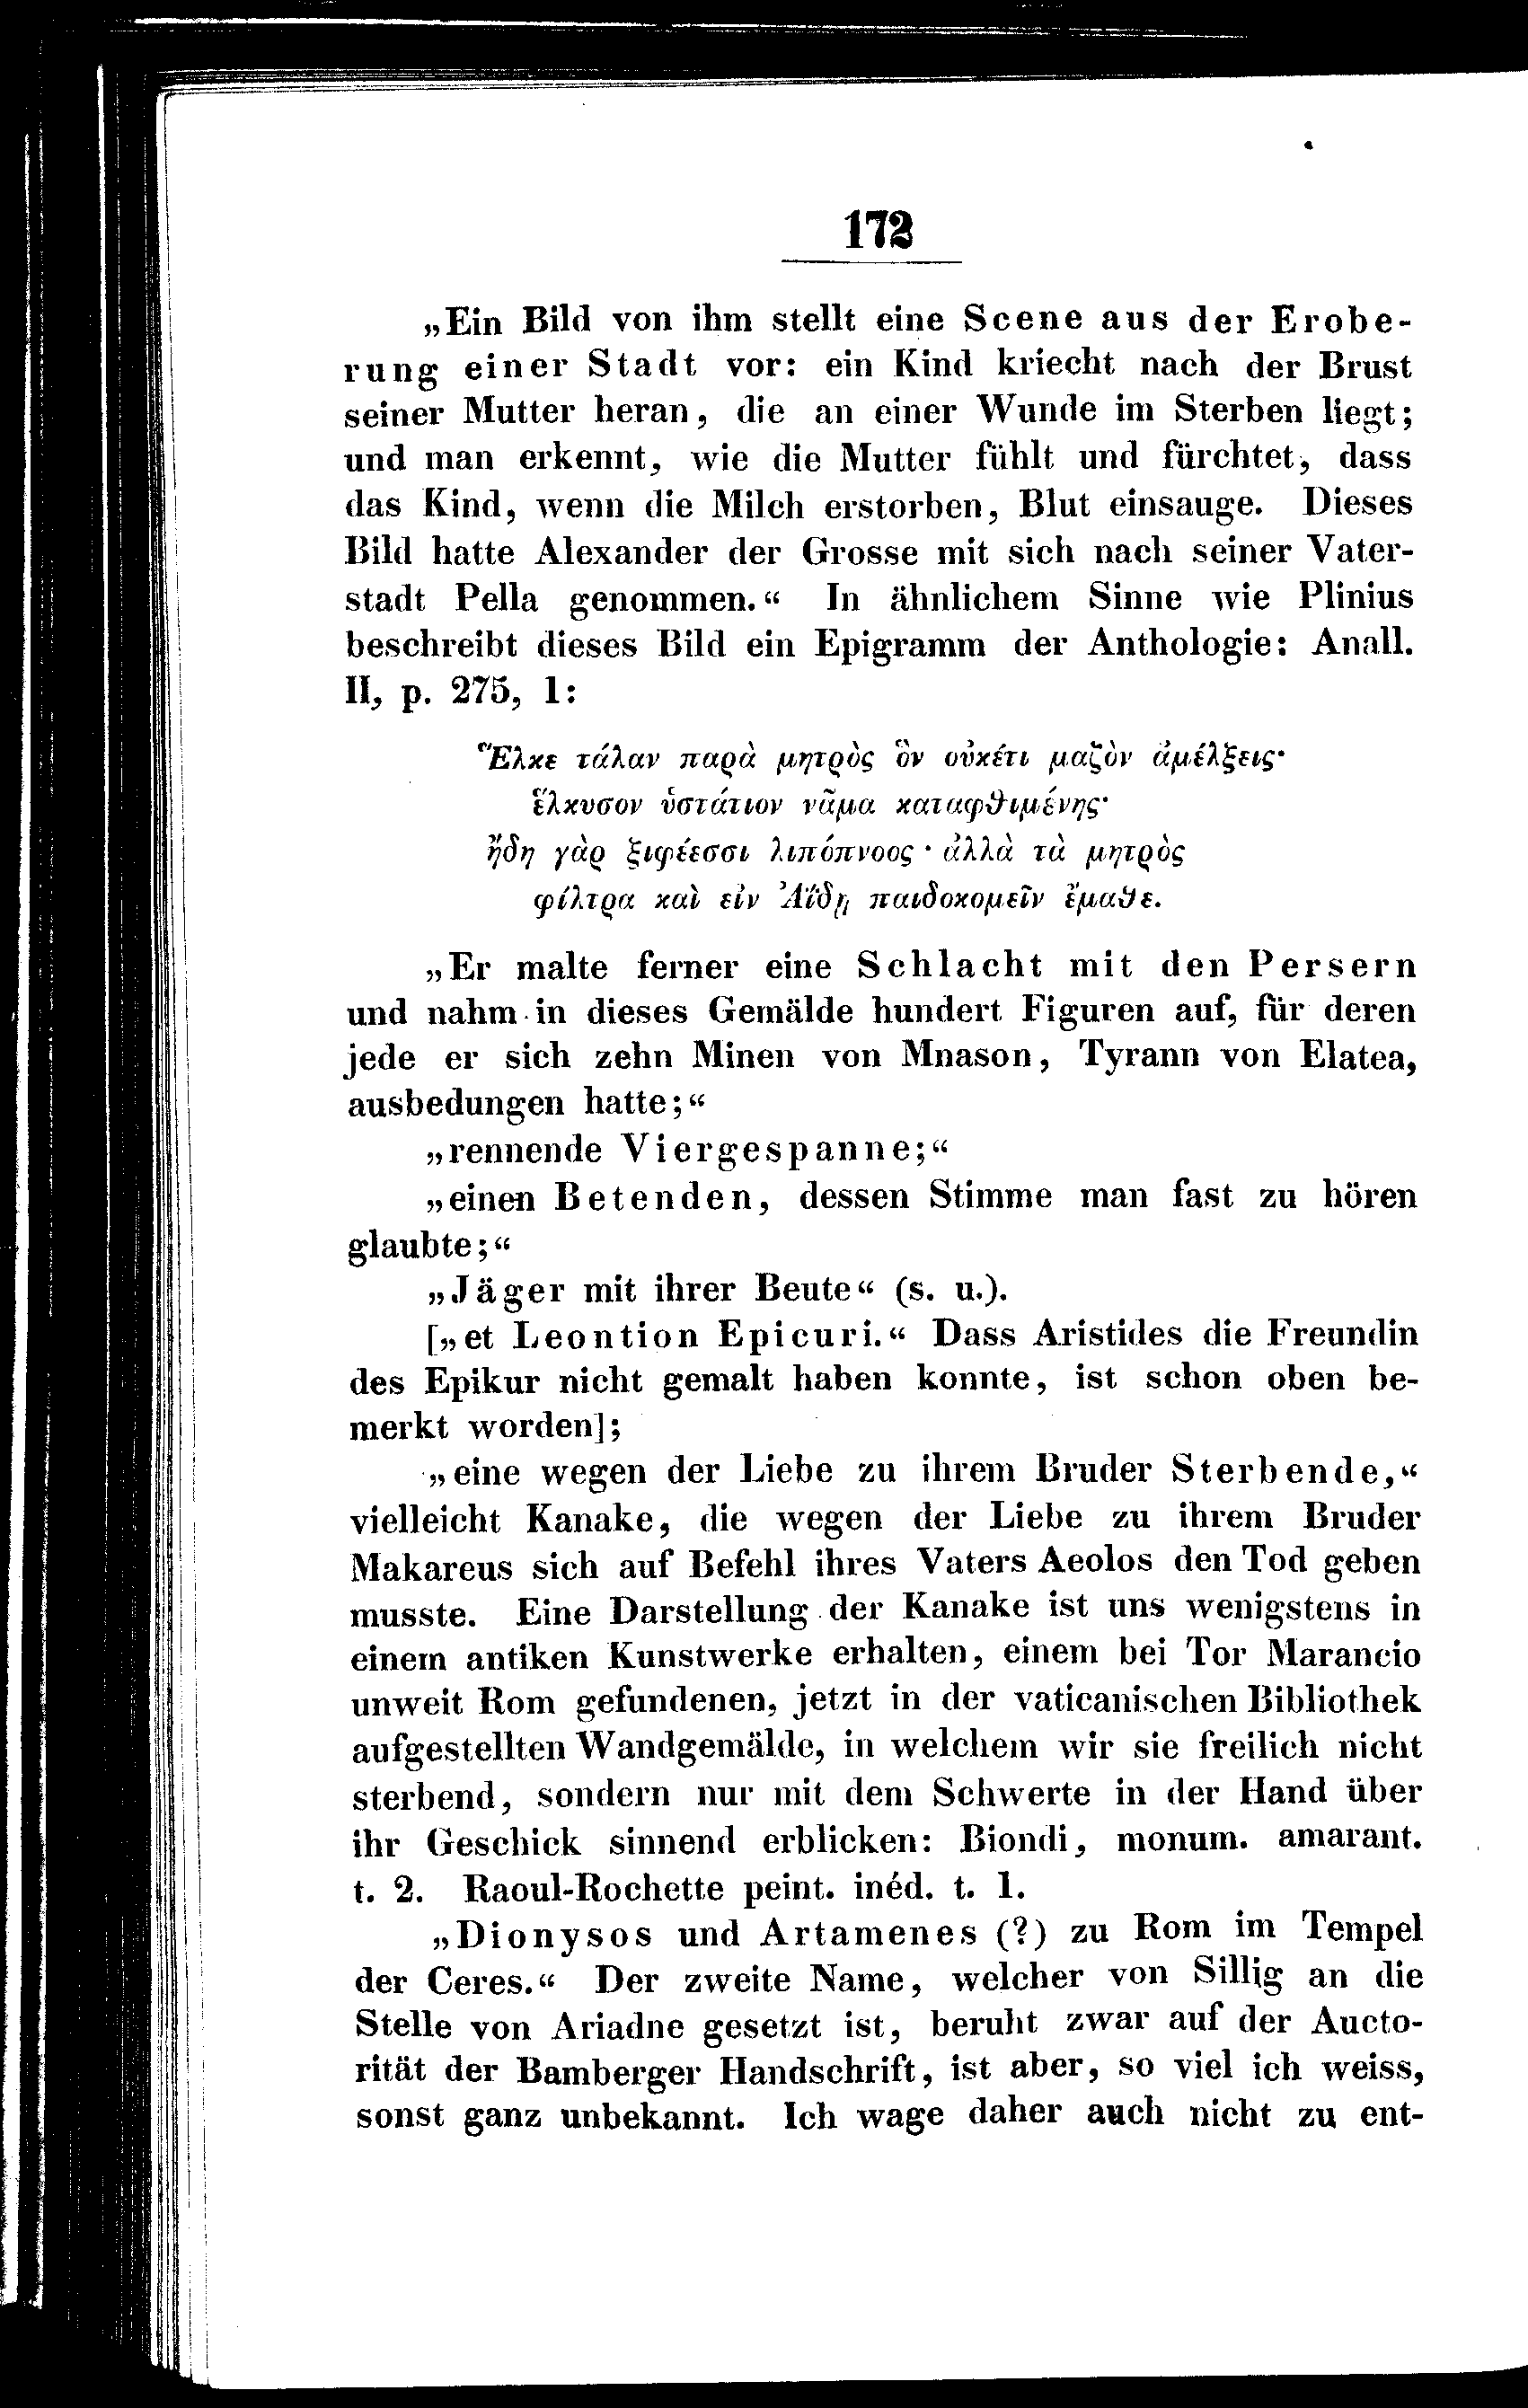 172
„Ein Bild von ihm stellt eine Scene aus der Erobe-
rung einer Stadt vor: ein Kind kriecht nach der Brust
seiner Mutter heran, die an einer Wunde im Sterben liegt;
und man erkennt, wie die Mutter fühlt und fürchtet, dass
das Kind, wenn die Milch erstorben, Blut einsauge. Dieses
Bild hatte Alexander der Grosse mit sich nach seiner Vater-
stadt Pella genommen.“ In ähnlichem Sinne wie Plinius
beschreibt dieses Bild ein Epigramm der Anthologie: Anall.
II, p. 275, 1:
Ἕλκε τάλαν παρὰ μητρὸς ὃν οὐκέτι μαζὸν ἀμέλξεις·
ἕλκυσον ὑστάτιον νᾶμα καταφθιμένης·
ἤδη γὰρ ξιφέεσσι λιπόπνοος · ἀλλὰ τὰ μητρὸς
φίλτρα καὶ εἰν Ἀΐδῃ παιδοκομεῖν ἔμαθε.
„Er malte ferner eine Schlacht mit den Persern
und nahm in dieses Gemälde hundert Figuren auf, für deren
jede er sich zehn Minen von Mnason, Tyrann von Elatea,
ausbedungen hatte;“
„rennende Viergespanne;“
„einen Betenden, dessen Stimme man fast zu hören
glaubte;“
„Jäger mit ihrer Beute“ (s. u.).
[„et Leontion Epicuri.“ Dass Aristides die Freundin
des Epikur nicht gemalt haben konnte, ist schon oben be-
merkt worden];
„eine wegen der Liebe zu ihrem Bruder Sterbende,“
vielleicht Kanake, die wegen der Liebe zu ihrem Bruder
Makareus sich auf Befehl ihres Vaters Aeolos den Tod geben
musste. Eine Darstellung der Kanake ist uns wenigstens in
einem antiken Kunstwerke erhalten, einem bei Tor Marancio
unweit Rom gefundenen, jetzt in der vaticanischen Bibliothek
aufgestellten Wandgemälde, in welchem wir sie freilich nicht
sterbend, sondern nur mit dem Schwerte in der Hand über
ihr Geschick sinnend erblicken: Biondi, monum. amarant.
t. 2. Raoul-Rochette peint. inéd. t. 1.
„Dionysos und Artamenes (?) zu Rom im Tempel
der Ceres.“ Der zweite Name, welcher von Sillig an die
Stelle von Ariadne gesetzt ist, beruht zwar auf der Aucto-
rität der Bamberger Handschrift, ist aber, so viel ich weiss,
sonst ganz unbekannt. Ich wage daher auch nicht zu ent-